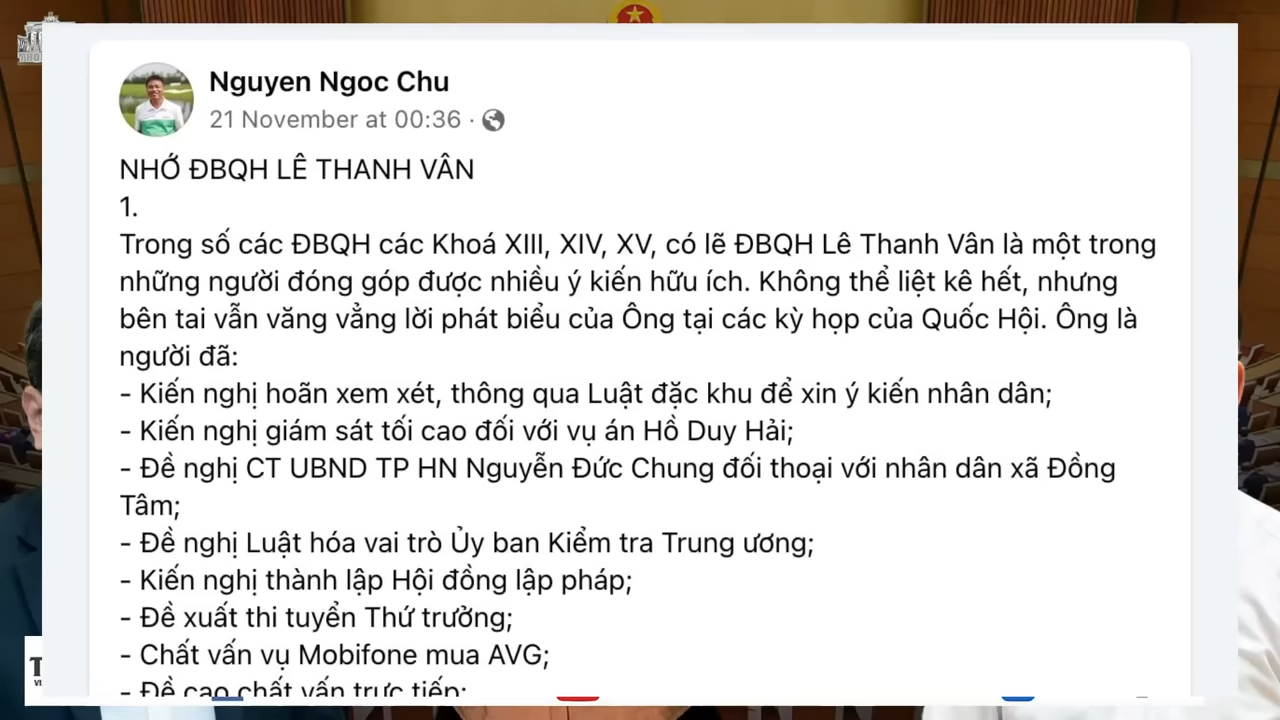 Nguyen Ngoc Chu
21 November at 00:36 ·
NHỚ ĐBQH LÊ THANH VÂN
1.
Trong số các ĐBQH các Khoá XIII, XIV, XV, có lẽ ĐBQH Lê Thanh Vân là một trong
những người đóng góp được nhiều ý kiến hữu ích. Không thể liệt kê hết, nhưng
bên tai vẫn văng vẳng lời phát biểu của Ông tại các kỳ họp của Quốc Hội. Ông là
người đã:
- Kiến nghị hoãn xem xét, thông qua Luật đặc khu để xin ý kiến nhân dân;
- Kiến nghị giám sát tối cao đối với vụ án Hồ Duy Hải;
- Đề nghị CT UBND TP HN Nguyễn Đức Chung đối thoại với nhân dân xã Đồng
Tâm;
- Đề nghị Luật hóa vai trò Ủy ban Kiểm tra Trung ương;
- Kiến nghị thành lập Hội đồng lập pháp;
- Đề xuất thi tuyển Thứ trưởng;
- Chất vấn vụ Mobifone mua AVG;
- Đề cao chất vấn trực tiếp;